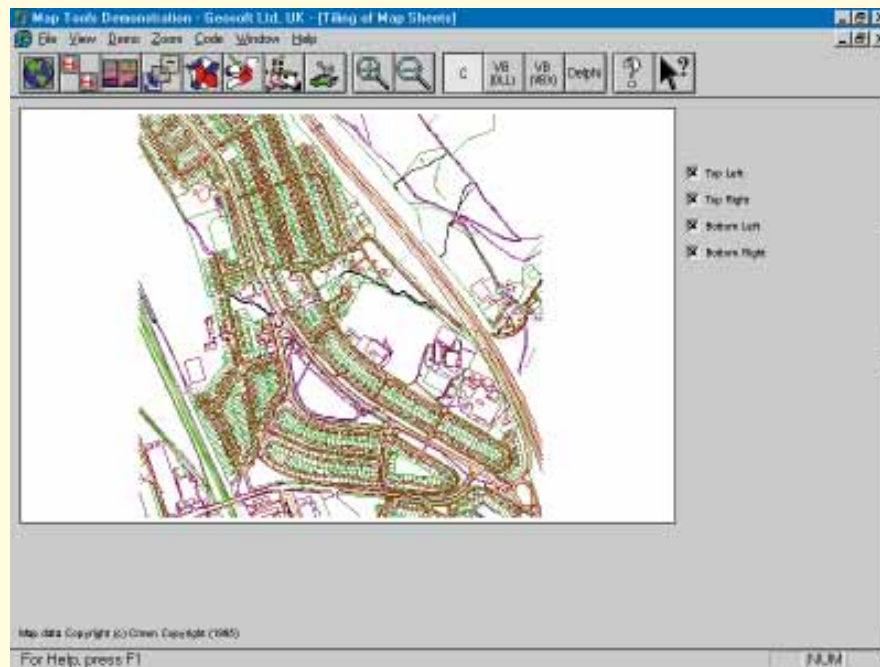 Map Tools Demonstration - Geosoft Ltd, UK - [Tiling of Map Sheets]
File View Demo Zoom Code Window Help
C VB (DLL) VB (VBX) Delphi
Top Left
Top Right
Bottom Left
Bottom Right
Map data Copyright (c) Crown Copyright (1995)
For Help, press F1 NUM